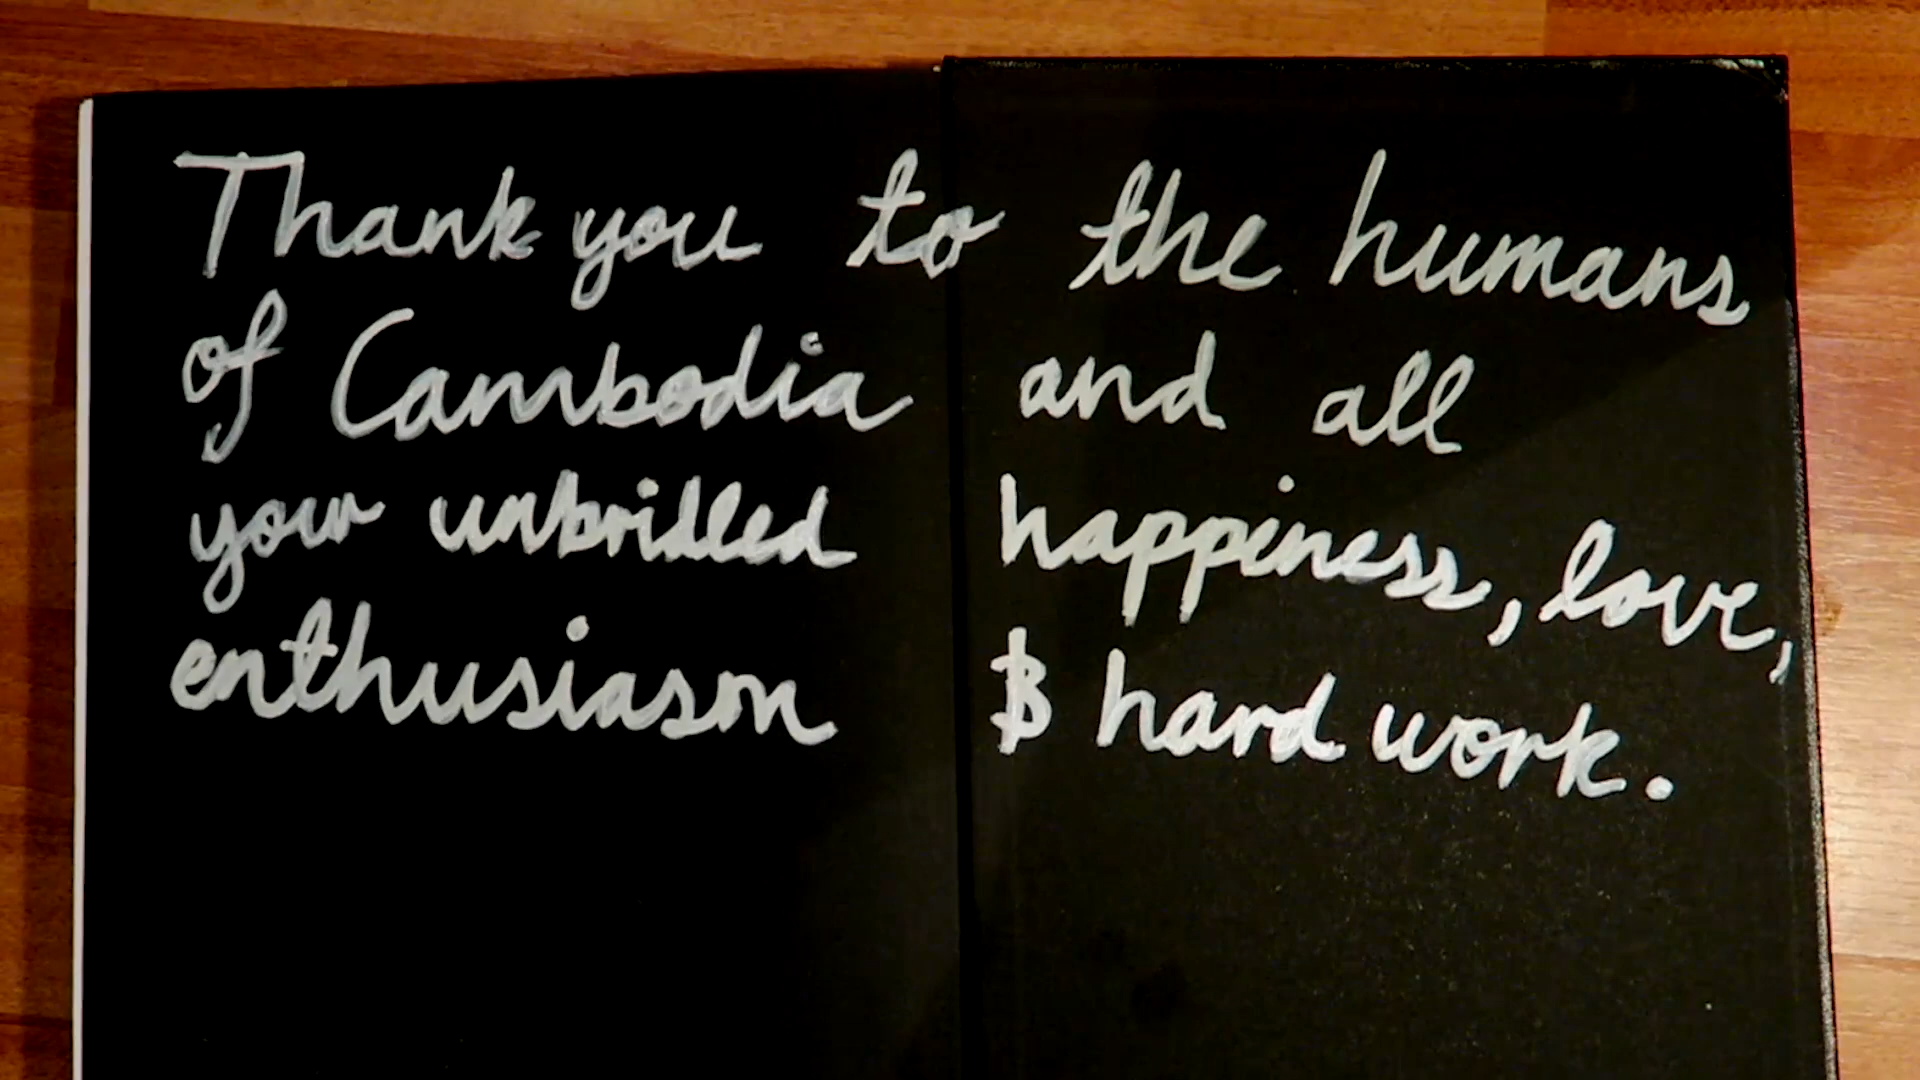 Thank you to the humans
of Cambodia and all
your unbridled happiness, love,
enthusiasm & hard work.